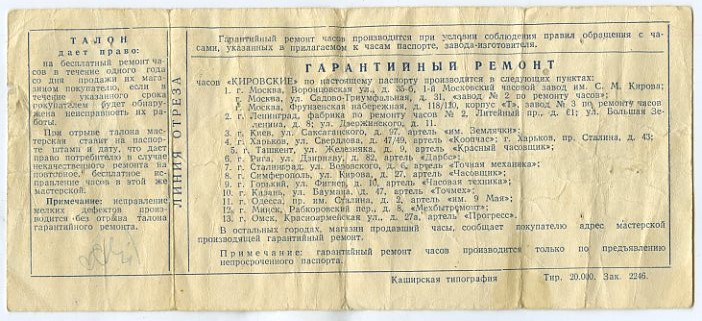 ТАЛОН
дает право:
на бесплатный ремонт часов
в течение одного года
со дня продажи их магазином
покупателю, если в
течение указанного срока
покупателем будет обнаружена
неисправность их работы.
При отрыве талона мастерская
ставит на паспорте
штамп и дату, что дает
право потребителю в случае
некачественного ремонта на
повторное бесплатное исправление
часов в этой же
мастерской.
Примечание: исправление
мелких дефектов производится
без отрыва талона
гарантийного ремонта.
ЛИНИЯ ОТРЕЗА
Гарантийный ремонт часов производится при условии соблюдения правил обращения с часами,
указанных в прилагаемом к часам паспорте, завода-изготовителя.
ГАРАНТИЙНЫЙ РЕМОНТ
часов «КИРОВСКИЕ» по настоящему паспорту производится в следующих пунктах:
1. г. Москва, Воронцовская ул., д. 35-б, 1-й Московский часовой завод им. С. М. Кирова;
г. Москва, ул. Садово-Триумфальная, д. 31, «завод № 2 по ремонту часов»;
г. Москва, Фрунзенская набережная, д. 118/120, корпус «Т», завод № 3 по ремонту часов
2. г. Ленинград, фабрика по ремонту часов № 2, Литейный пр., д. 61; ул. Большая Зеленина,
д. 8; ул. Дзержинского, д. 11.
3. г. Киев, ул. Саксаганского, д. 97, артель «им. Землячки»;
4. г. Харьков, ул. Свердлова, д. 47/49, артель «Коопчас»; г. Харьков, пр. Сталина, д. 43;
5. г. Ташкент, ул. Железняка, д. 9, артель «Красный часовщик»;
6. г. Рига, ул. Дзирнаву, д. 82, артель «Дарбс»;
7. г. Сталинград, ул. Вововского, д. 6, артель «Точная механика»;
8. г. Симферополь, ул. Кирова, д. 27, артель «Часовщик»;
9. г. Горький, ул. Фигнер, д. 10, артель «Часовая техника»;
10. г. Казань, ул. Баумана, д. 47, артель «Точмех»;
11. г. Одесса, пр. им. Сталина, д. 2, артель «им. 9 Мая»;
12. г. Минск, Рабкоровский пер., д. 8, «Мехбытремонт»;
13. г. Омск, Красноармейская ул., д. 27а, артель «Прогресс».
В остальных городах, магазин продавший часы, сообщает покупателю адрес мастерской
производящей гарантийный ремонт.
Примечание: гарантийный ремонт часов производится только по предъявлению
непросроченного паспорта.
Каширская типография Тир. 20.000. Зак. 2246.